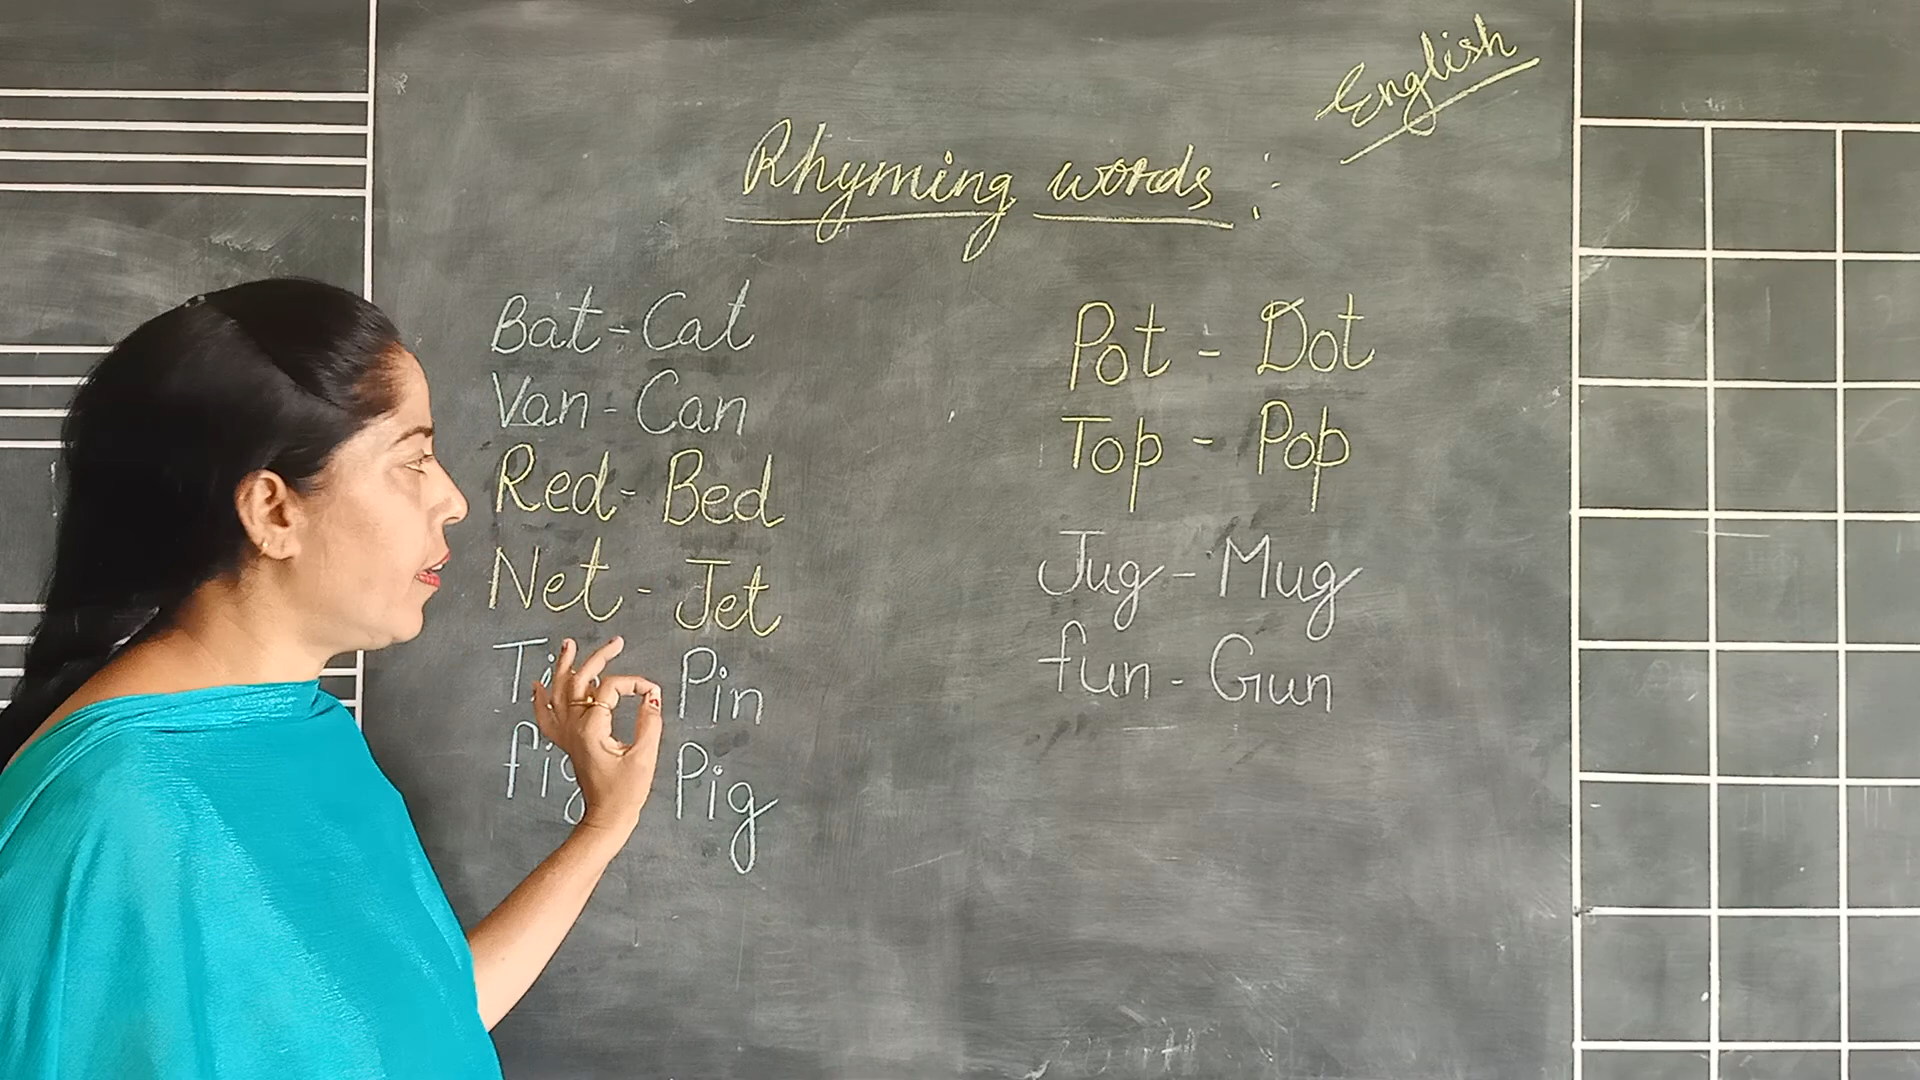 English
Rhyming words :
Bat - Cat
Van - Can
Red - Bed
Net - Jet
Pin
fig Pig
Pot - Dot
Top - Pop
Jug - Mug
fun - Gun